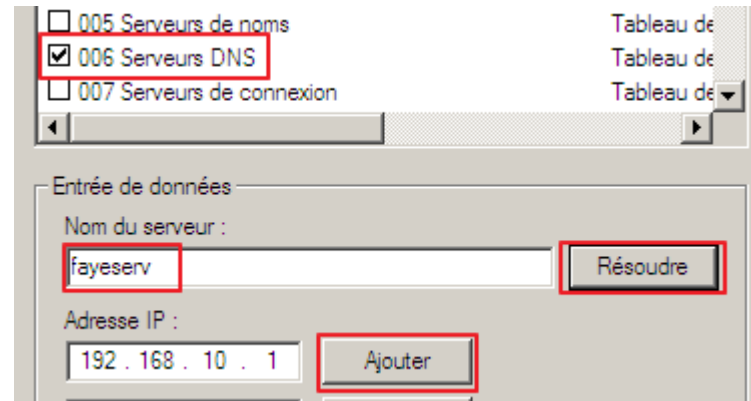 005 Serveurs de noms Tableau de
006 Serveurs DNS Tableau de
007 Serveurs de connexion Tableau de
Entrée de données
Nom du serveur :
fayeserv Résoudre
Adresse IP :
192 . 168 . 10 . 1 Ajouter